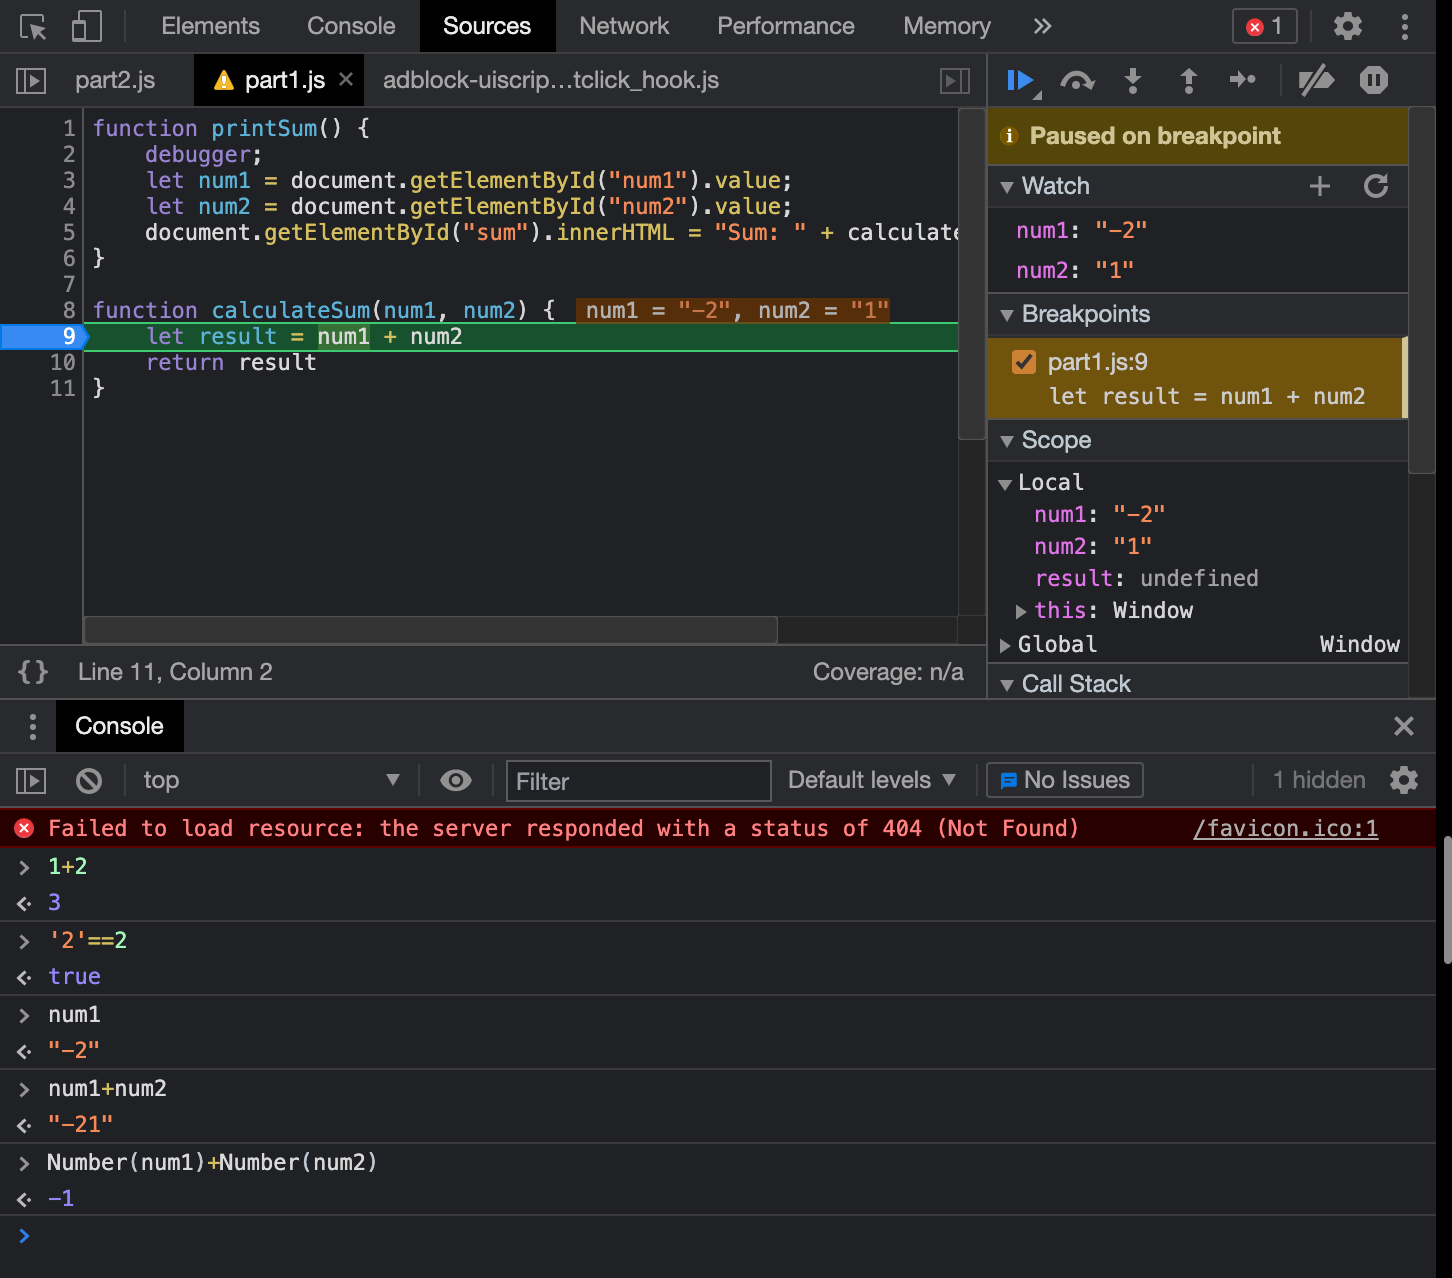 Elements Console Sources Network Performance Memory 1
part2.js part1.js adblock-uiscrip...tclick_hook.js
1 function printSum() {
2 debugger;
3 let num1 = document.getElementById("num1").value;
4 let num2 = document.getElementById("num2").value;
5 document.getElementById("sum").innerHTML = "Sum: " + calculate
6 }
7
8 function calculateSum(num1, num2) { num1 = "-2", num2 = "1"
9 let result = num1 + num2
10 return result
11 }
{} Line 11, Column 2 Coverage: n/a
Paused on breakpoint
Watch
num1: "-2"
num2: "1"
Breakpoints
part1.js:9
let result = num1 + num2
Scope
Local
num1: "-2"
num2: "1"
result: undefined
this: Window
Global Window
Call Stack
Console
top Filter Default levels No Issues 1 hidden
Failed to load resource: the server responded with a status of 404 (Not Found) /favicon.ico:1
> 1+2
3
> '2'==2
true
> num1
"-2"
> num1+num2
"-21"
> Number(num1)+Number(num2)
-1
>